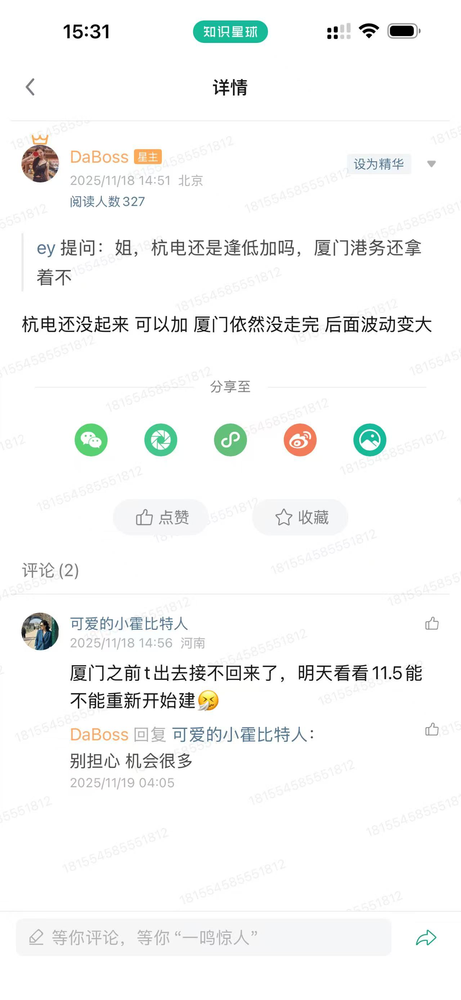 15:31
知识星球
详情
DaBoss 星主
设为精华
2025/11/18 14:51 北京
阅读人数327
ey 提问：姐，杭电还是逢低加吗，厦门港务还拿
着不
杭电还没起来 可以加 厦门依然没走完 后面波动变大
分享至
点赞
收藏
评论 (2)
可爱的小霍比特人
2025/11/18 14:56 河南
厦门之前t出去接不回来了，明天看看11.5能
不能重新开始建
DaBoss 回复 可爱的小霍比特人：
别担心 机会很多
2025/11/19 04:05
等你评论，等你“一鸣惊人”
181554585551812